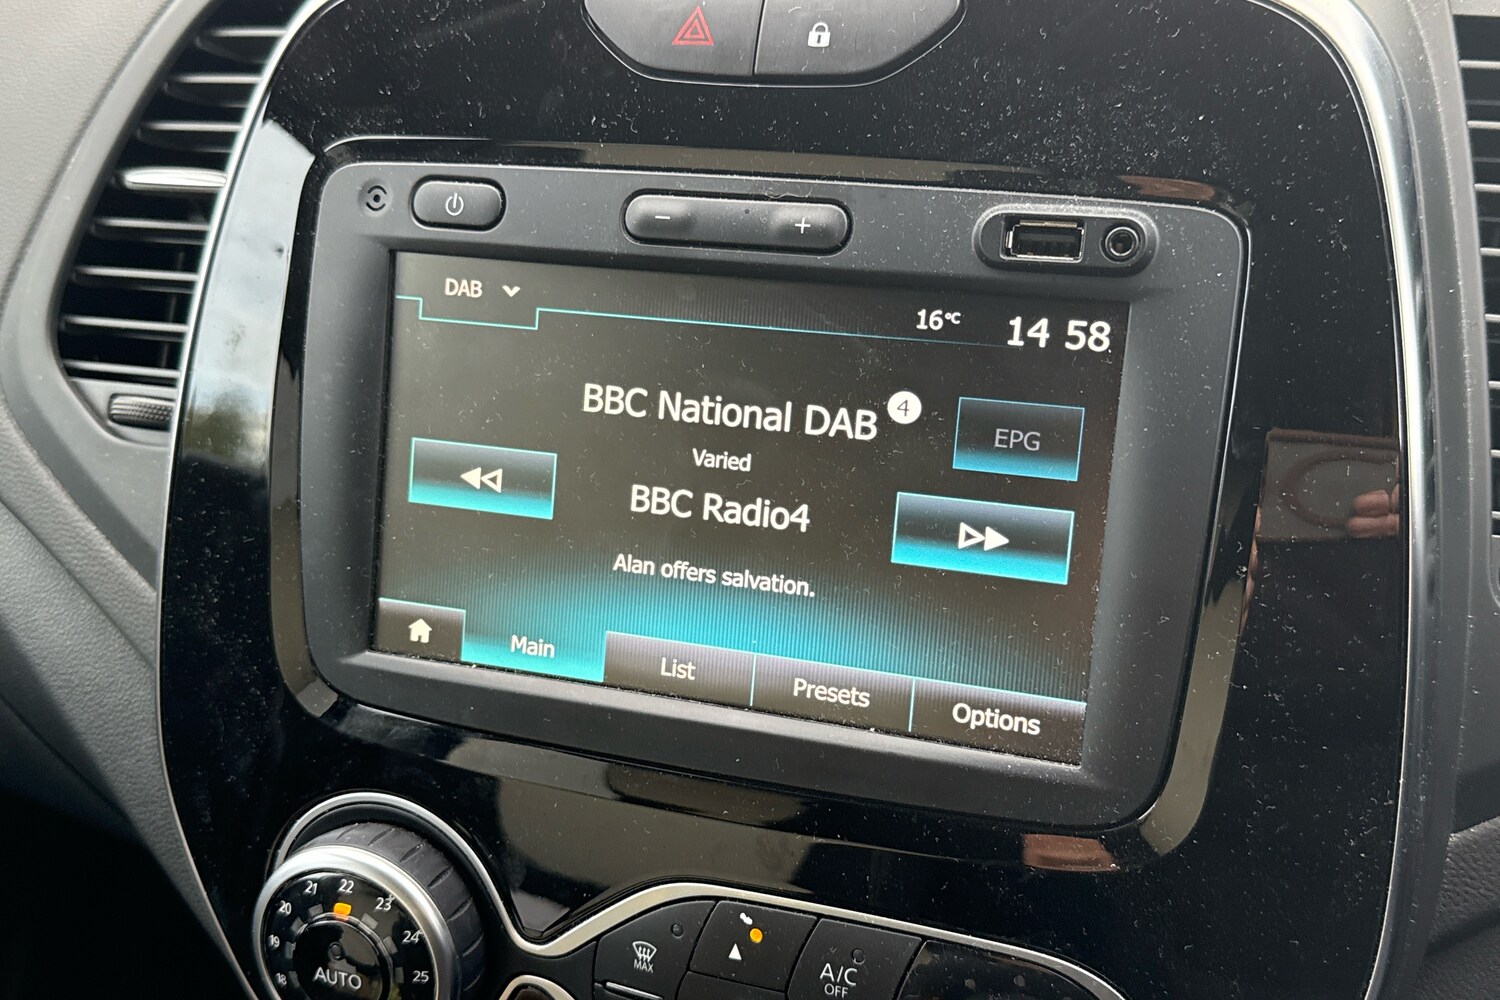 DAB
16°C 14 58
BBC National DAB 4
EPG
Varied
BBC Radio4
Alan offers salvation.
Main
List
Presets
Options
18 19 20 21 22 23 24 25
AUTO
MAX
A/C
OFF